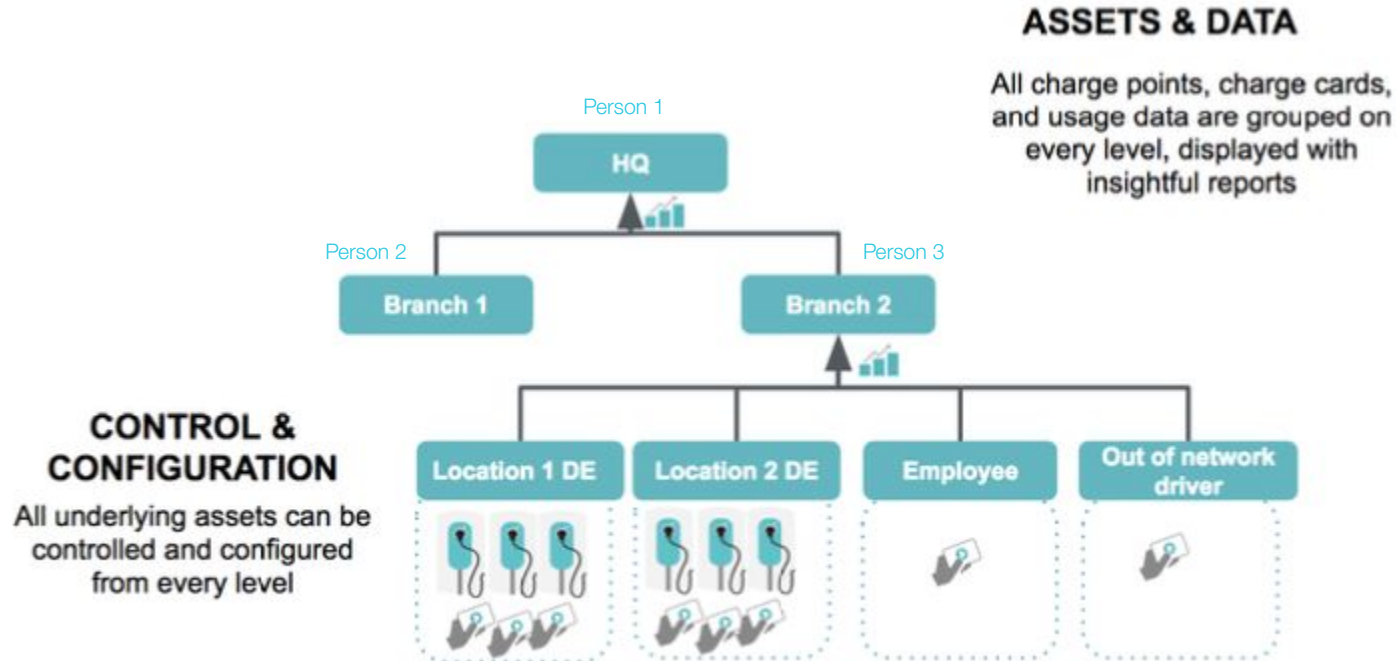 ASSETS & DATA
All charge points, charge cards,
and usage data are grouped on
every level, displayed with
insightful reports
Person 1
HQ
Person 2
Person 3
Branch 1
Branch 2
CONTROL &
CONFIGURATION
All underlying assets can be
controlled and configured
from every level
Location 1 DE
Location 2 DE
Employee
Out of network
driver